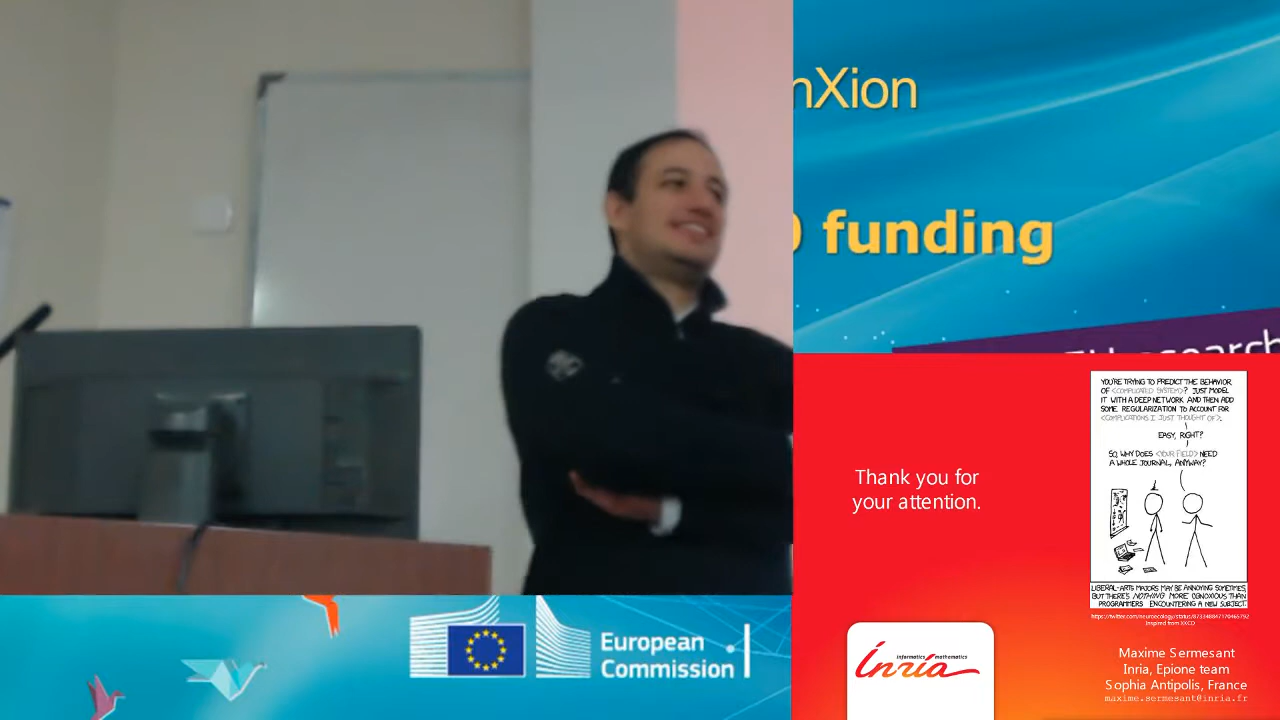 nXion
funding
EU research
YOU'RE TRYING TO PREDICT THE BEHAVIOR
OF <COMPLICATED SYSTEM>? JUST MODEL
IT WITH A DEEP NETWORK AND THEN ADD
SOME REGULARIZATION TO ACCOUNT FOR
<COMPLICATIONS I JUST THOUGHT OF>.
EASY, RIGHT?
SO, WHY DOES <YOUR FIELD> NEED
A WHOLE JOURNAL, ANYWAY?
Thank you for
your attention.
LIBERAL-ARTS MAJORS MAY BE ANNOYING SOMETIMES,
BUT THERE'S NOTHING MORE OBNOXIOUS THAN
PROGRAMMERS ENCOUNTERING A NEW SUBJECT.
Inspired from XKCD
European
Commission
informatics mathematics
Inria
Maxime Sermesant
Inria, Epione team
Sophia Antipolis, France
maxime.sermesant@inria.fr